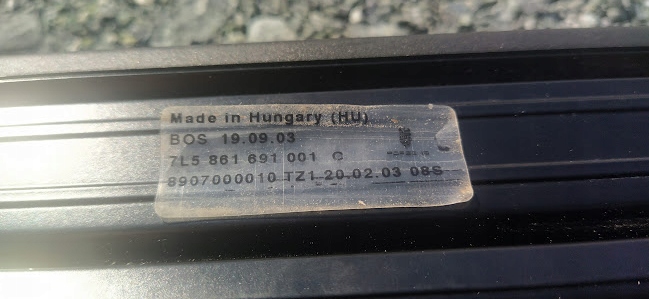 Made in Hungary (HU)
BOS 19.09.03
7L5 861 691 001 C
8907000010 TZ1 20.02.03 08S